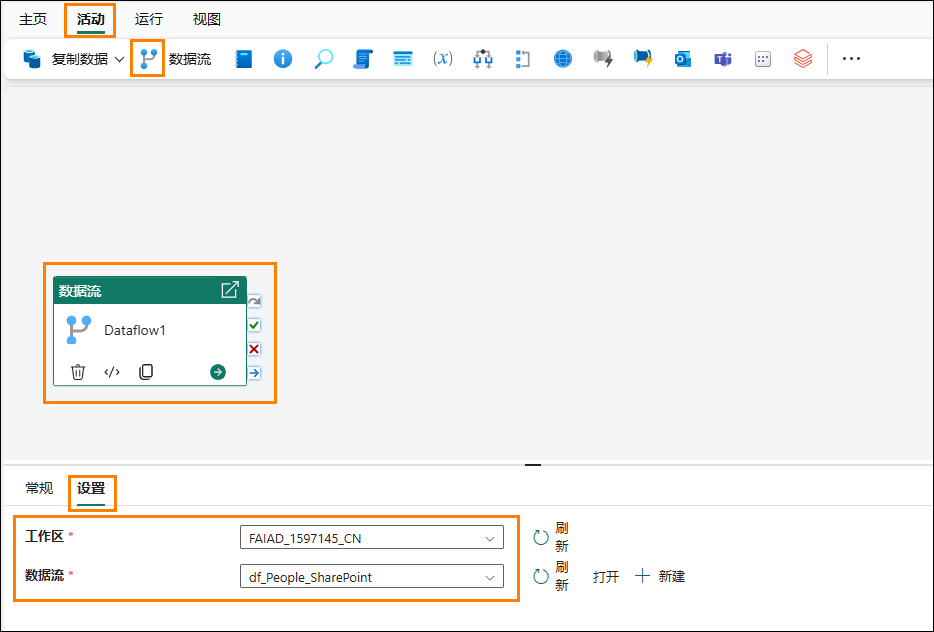 主页 活动 运行 视图
复制数据 数据流 (x) ...
数据流
Dataflow1
</>
常规 设置
工作区 * FAIAD_1597145_CN 刷新
数据流 * df_People_SharePoint 刷新 打开 + 新建